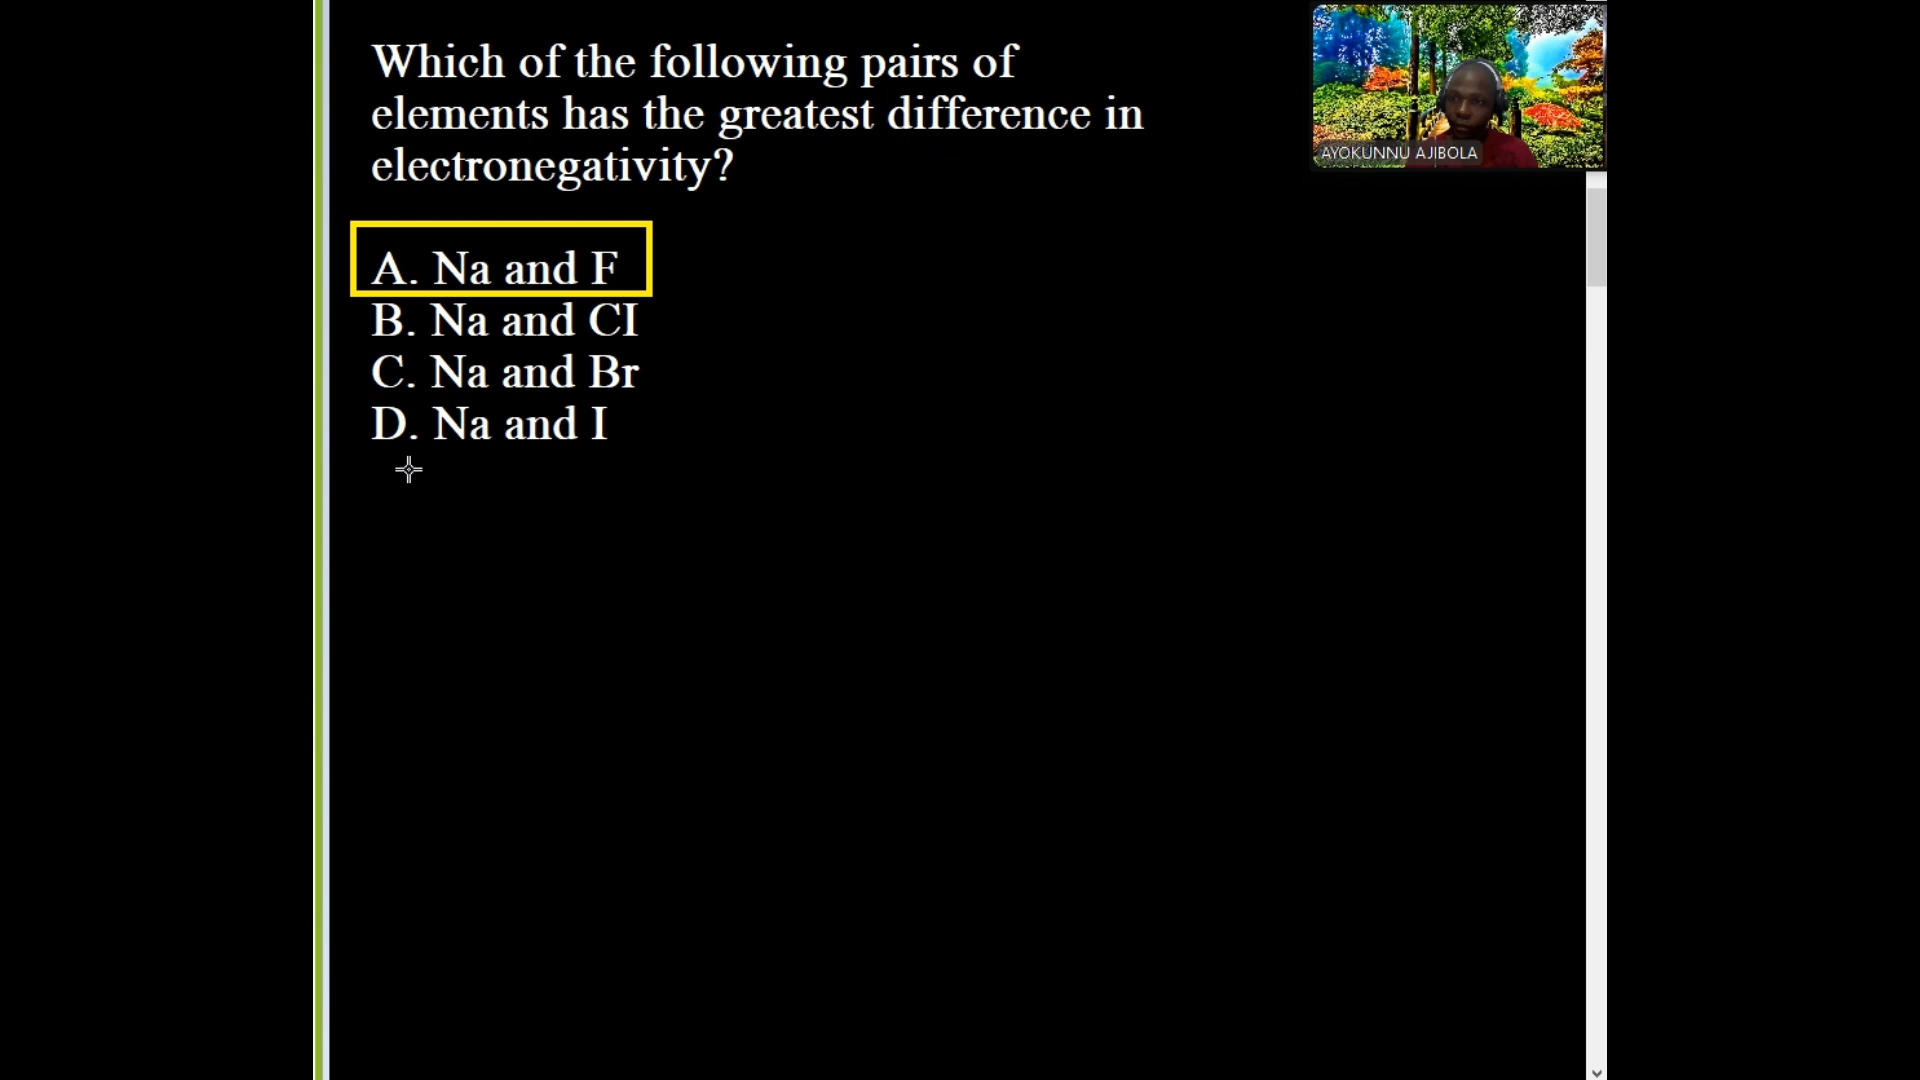 Which of the following pairs of
elements has the greatest difference in
electronegativity?
A. Na and F
B. Na and CI
C. Na and Br
D. Na and I
AYOKUNNU AJIBOLA